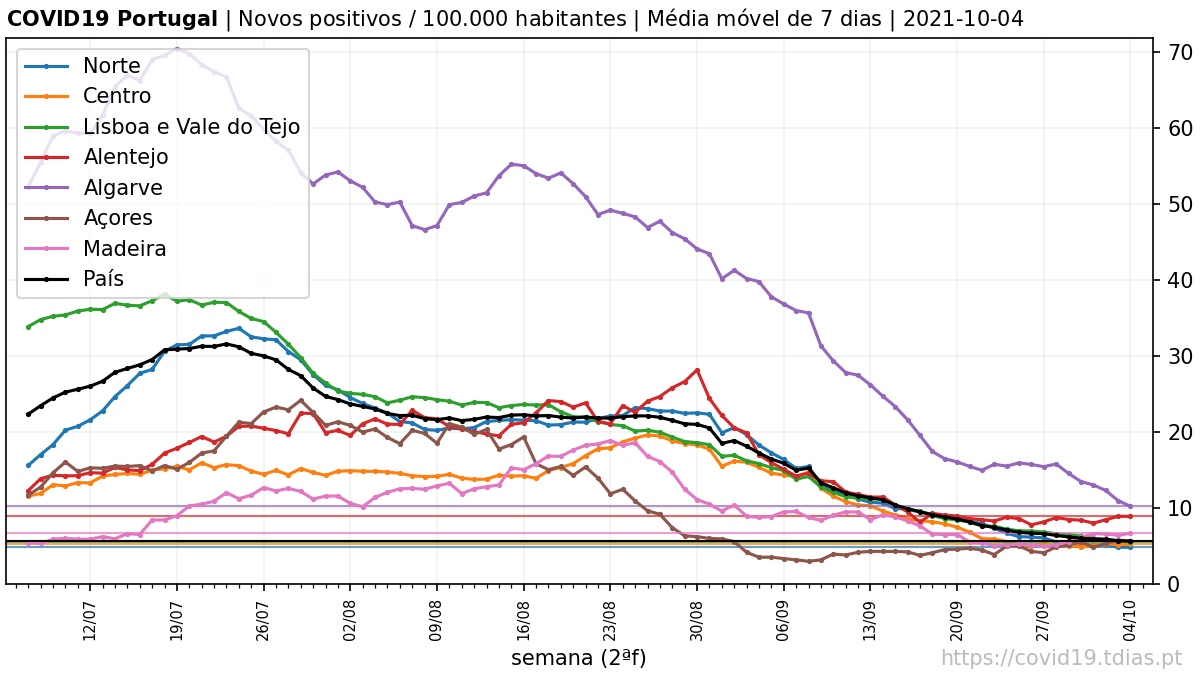 COVID19 Portugal | Novos positivos / 100.000 habitantes | Média móvel de 7 dias | 2021-10-04
Norte
Centro
Lisboa e Vale do Tejo
Alentejo
Algarve
Açores
Madeira
País
70
60
50
40
30
20
10
0
12/07 19/07 26/07 02/08 09/08 16/08 23/08 30/08 06/09 13/09 20/09 27/09 04/10
semana (2ªf)
https://covid19.tdias.pt